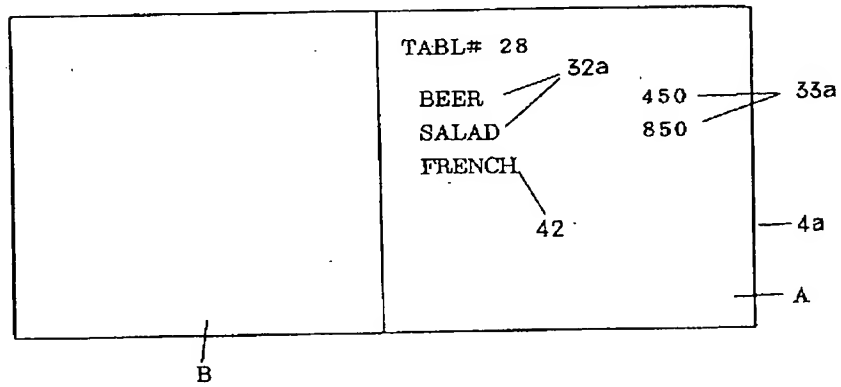 TABL# 28
32a
BEER 450 33a
SALAD 850
FRENCH
42
4a
A
B